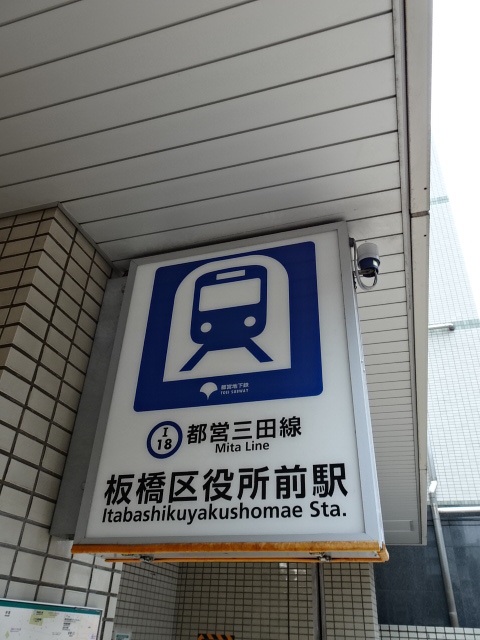 都営地下鉄
TOEI SUBWAY
I
18
都営三田線
Mita Line
板橋区役所前駅
Itabashikuyakushomae Sta.